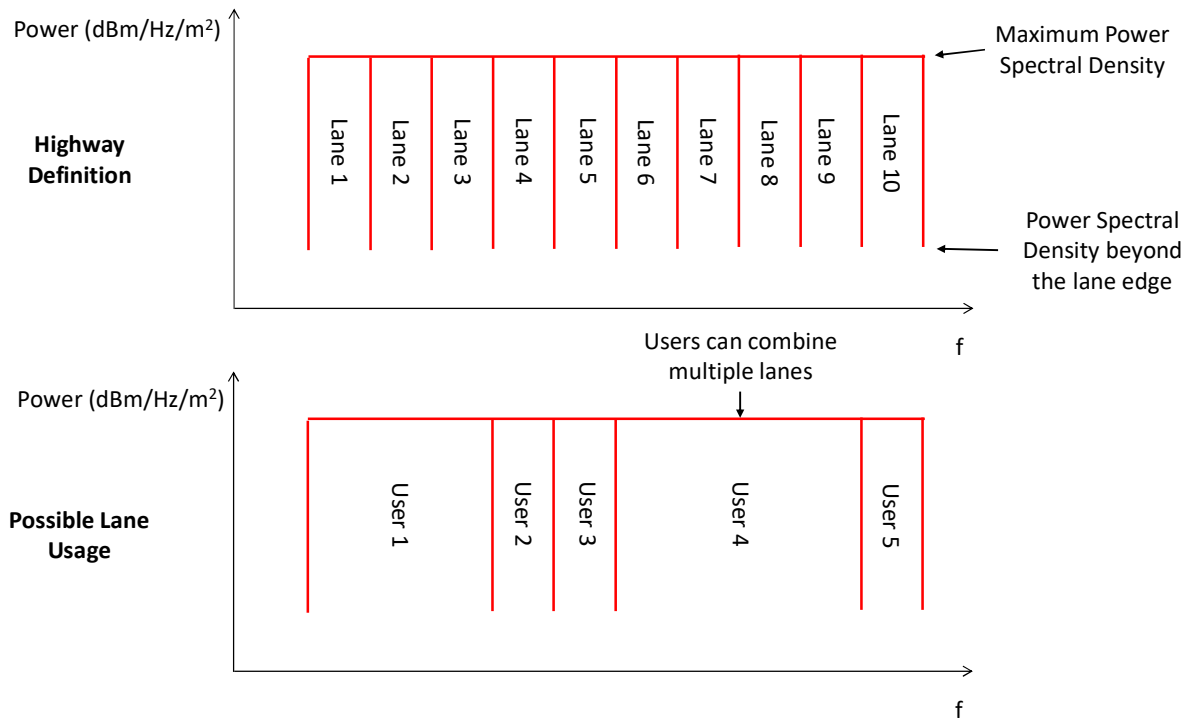 Power (dBm/Hz/m²)
Maximum Power
Spectral Density
Highway
Definition
Lane 1
Lane 2
Lane 3
Lane 4
Lane 5
Lane 6
Lane 7
Lane 8
Lane 9
Lane 10
Power Spectral
Density beyond
the lane edge
f
Users can combine
multiple lanes
Power (dBm/Hz/m²)
Possible Lane
Usage
User 1
User 2
User 3
User 4
User 5
f